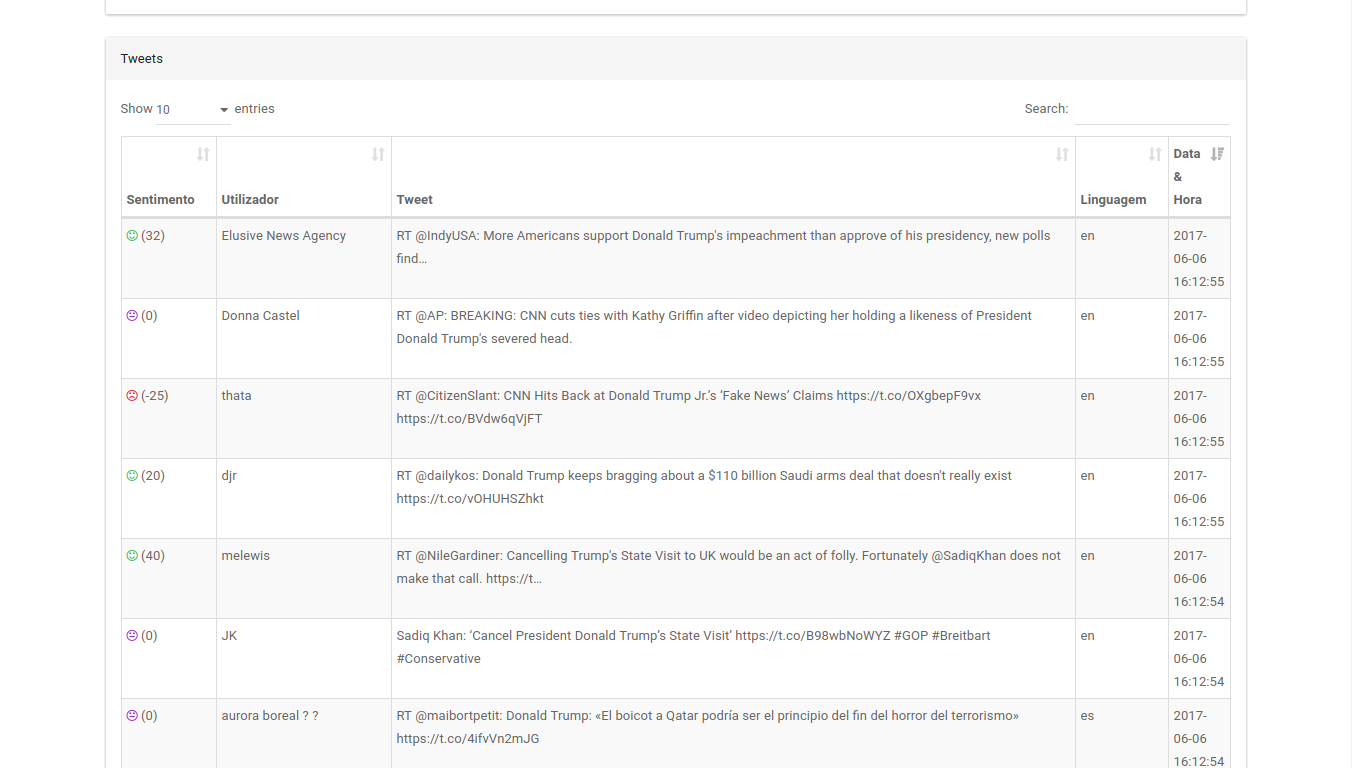 Tweets
Show 10 entries
Search:
Sentimento
Utilizador
Tweet
Linguagem
Data
&
Hora
(32)
Elusive News Agency
RT @IndyUSA: More Americans support Donald Trump's impeachment than approve of his presidency, new polls
find…
en
2017-
06-06
16:12:55
(0)
Donna Castel
RT @AP: BREAKING: CNN cuts ties with Kathy Griffin after video depicting her holding a likeness of President
Donald Trump's severed head.
en
2017-
06-06
16:12:55
(-25)
thata
RT @CitizenSlant: CNN Hits Back at Donald Trump Jr.’s ‘Fake News’ Claims https://t.co/OXgbepF9vx
https://t.co/BVdw6qVjFT
en
2017-
06-06
16:12:55
(20)
djr
RT @dailykos: Donald Trump keeps bragging about a $110 billion Saudi arms deal that doesn't really exist
https://t.co/vOHUHSZhkt
en
2017-
06-06
16:12:55
(40)
melewis
RT @NileGardiner: Cancelling Trump's State Visit to UK would be an act of folly. Fortunately @SadiqKhan does not
make that call. https://t…
en
2017-
06-06
16:12:54
(0)
JK
Sadiq Khan: ‘Cancel President Donald Trump’s State Visit’ https://t.co/B98wbNoWYZ #GOP #Breitbart
#Conservative
en
2017-
06-06
16:12:54
(0)
aurora boreal ? ?
RT @maibortpetit: Donald Trump: «El boicot a Qatar podría ser el principio del fin del horror del terrorismo»
https://t.co/4ifvVn2mJG
es
2017-
06-06
16:12:54